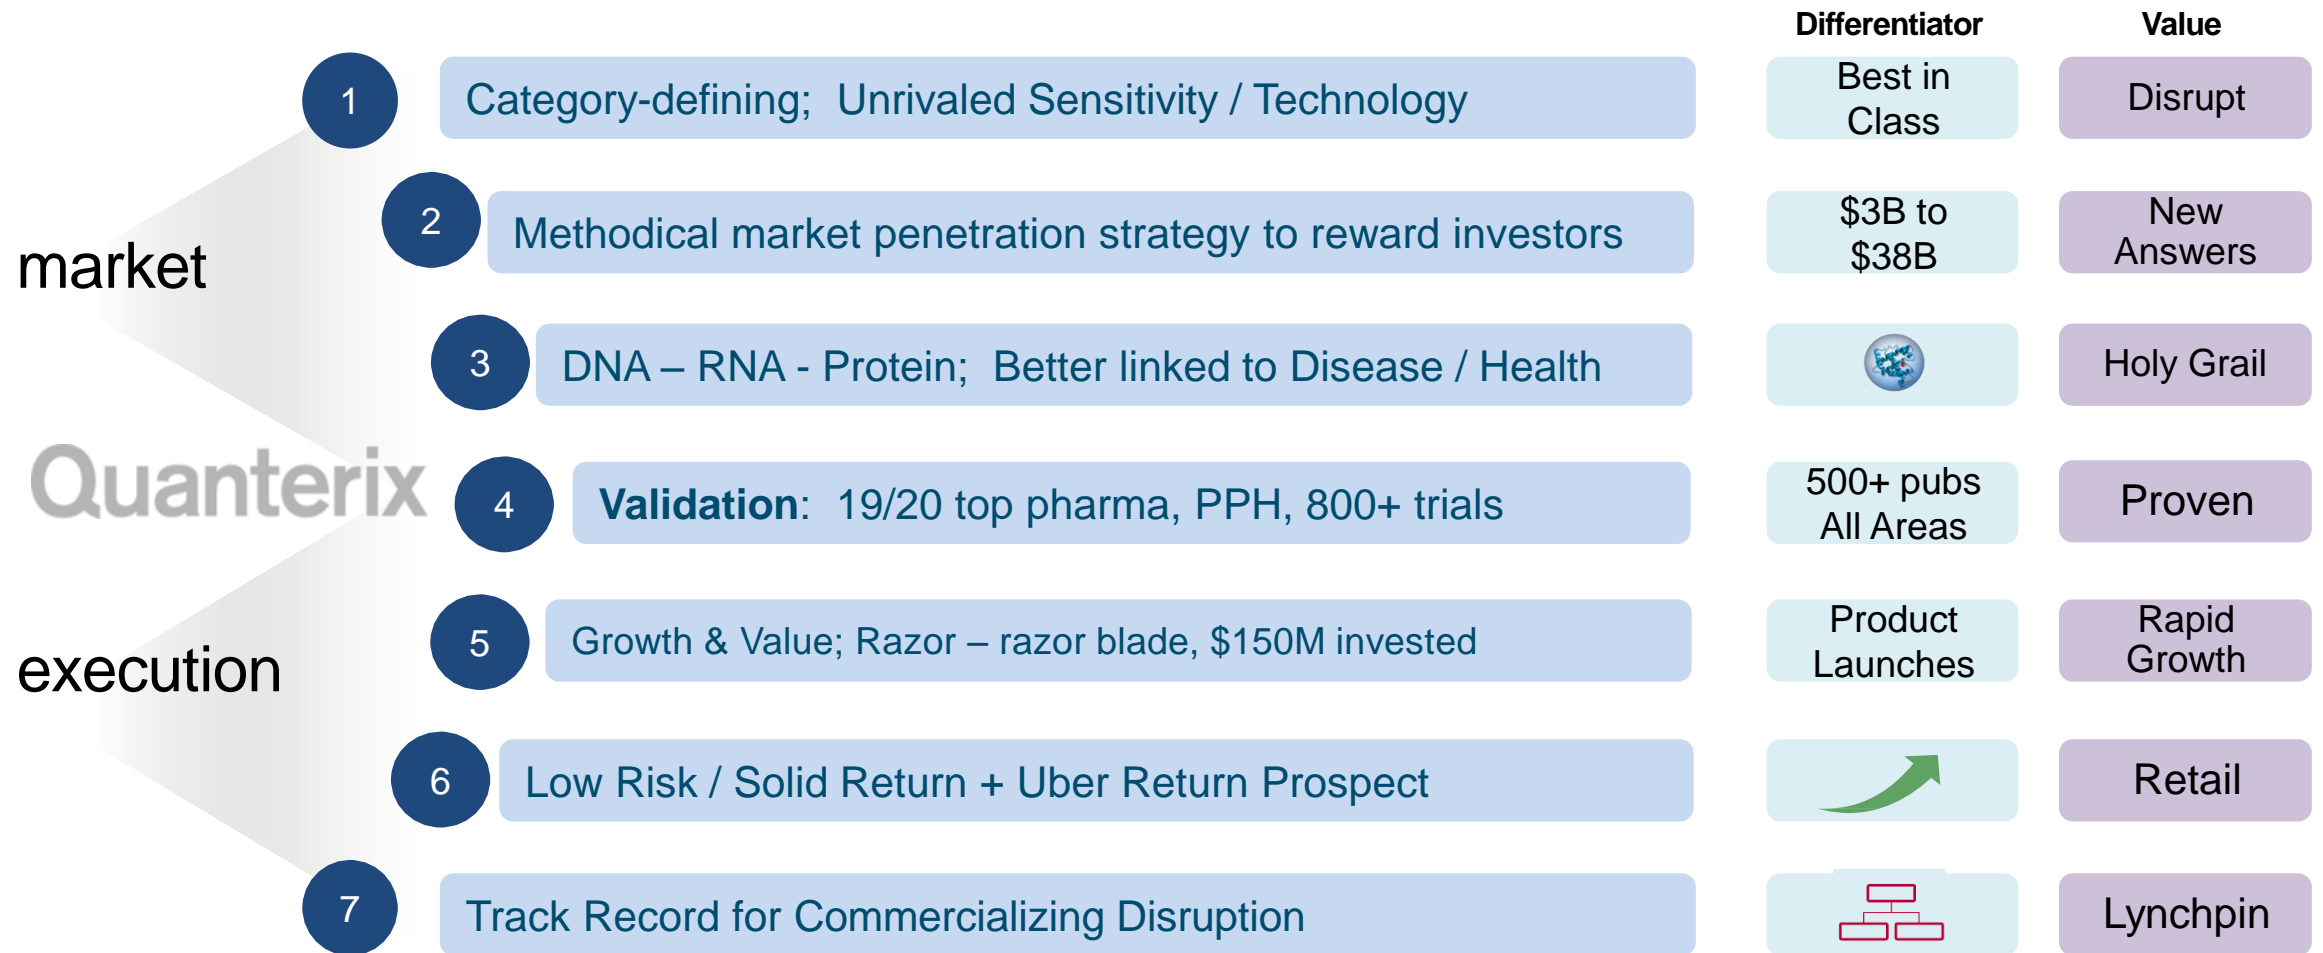 Differentiator Value
1 Category-defining;  Unrivaled Sensitivity / Technology
Best in
Class
Disrupt
2 Methodical market penetration strategy to reward investors
$3B to
$38B
New
Answers
market
3 DNA – RNA - Protein;  Better linked to Disease / Health
Holy Grail
Quanterix
4 Validation:  19/20 top pharma, PPH, 800+ trials
500+ pubs
All Areas
Proven
5 Growth & Value; Razor – razor blade, $150M invested
Product
Launches
Rapid
Growth
execution
6 Low Risk / Solid Return + Uber Return Prospect
Retail
7 Track Record for Commercializing Disruption
Lynchpin